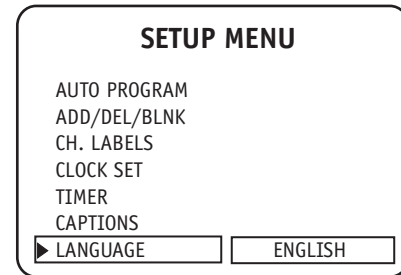 SETUP MENU
AUTO PROGRAM
ADD/DEL/BLNK
CH. LABELS
CLOCK SET
TIMER
CAPTIONS
LANGUAGE ENGLISH